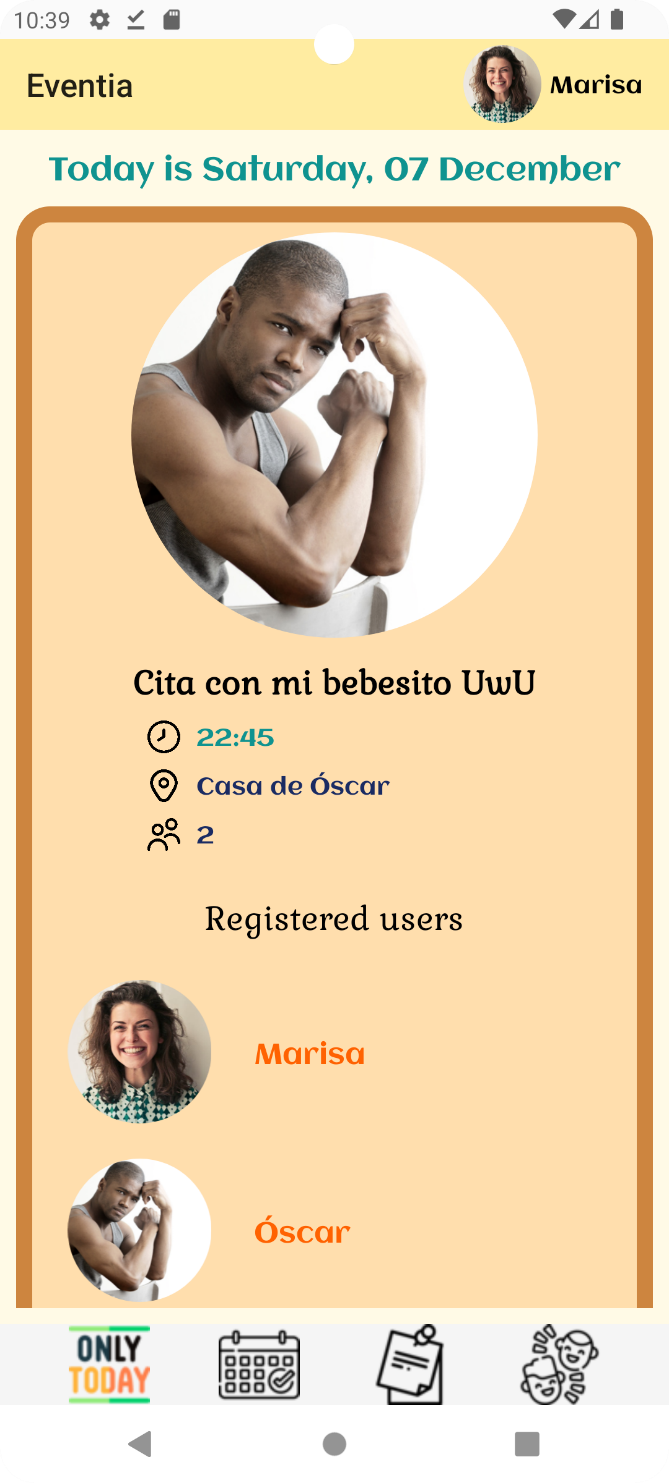 10:39
Eventia
Marisa
Today is Saturday, 07 December
Cita con mi bebesito UwU
22:45
Casa de Óscar
2
Registered users
Marisa
Óscar
ONLY
TODAY